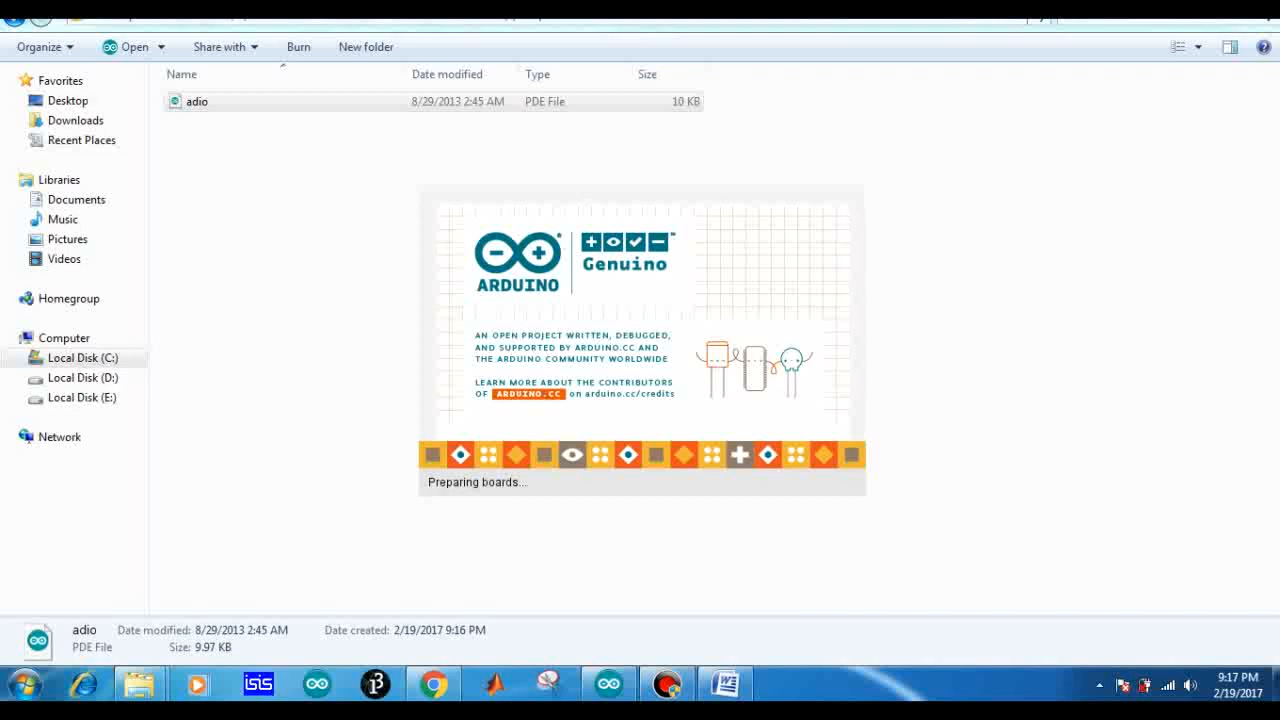 Organize Open Share with Burn New folder
Favorites
Desktop
Downloads
Recent Places
Libraries
Documents
Music
Pictures
Videos
Homegroup
Computer
Local Disk (C:)
Local Disk (D:)
Local Disk (E:)
Network
Name Date modified Type Size
adio 8/29/2013 2:45 AM PDE File 10 KB
ARDUINO
Genuino
AN OPEN PROJECT WRITTEN, DEBUGGED,
AND SUPPORTED BY ARDUINO.CC AND
THE ARDUINO COMMUNITY WORLDWIDE
LEARN MORE ABOUT THE CONTRIBUTORS
OF ARDUINO.CC on arduino.cc/credits
Preparing boards...
adio Date modified: 8/29/2013 2:45 AM Date created: 2/19/2017 9:16 PM
PDE File Size: 9.97 KB
isis
9:17 PM
2/19/2017